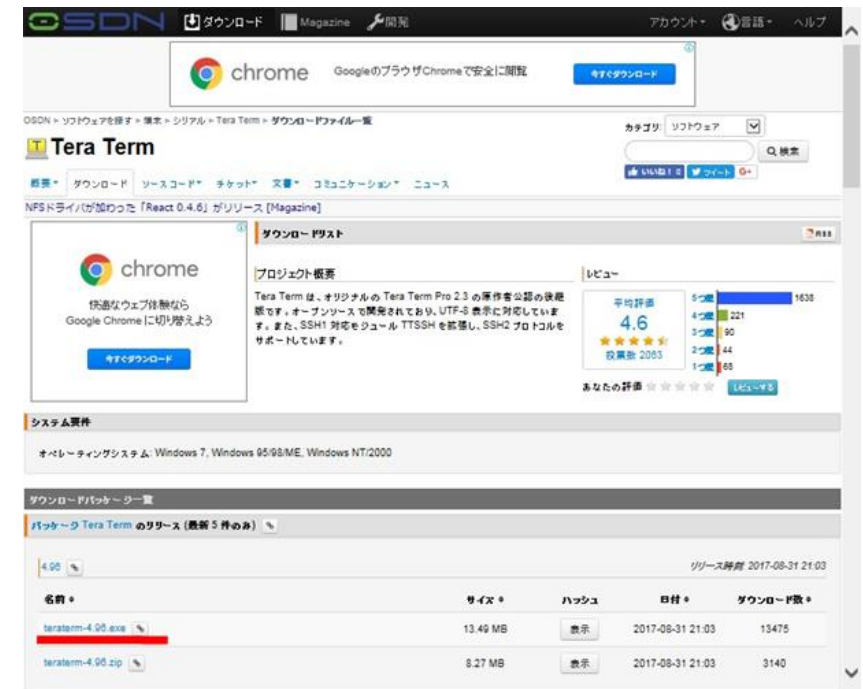 OSDN ダウンロード Magazine 開発 アカウント 言語 ヘルプ
chrome GoogleのブラウザChromeで安全に閲覧 今すぐダウンロード
OSDN > ソフトウェアを探す > 端末 > シリアル > Tera Term > ダウンロードファイル一覧
カテゴリ: ソフトウェア
Tera Term
検索
いいね! 0 ツイート G+
概要 ダウンロード ソースコード チケット 文書 コミュニケーション ニュース
NFSドライバが加わった「React 0.4.6」がリリース [Magazine]
chrome
快適なウェブ体験なら
Google Chrome に切り替えよう
今すぐダウンロード
ダウンロードリスト
RSS
プロジェクト概要
Tera Term は、オリジナルの Tera Term Pro 2.3 の原作者公認の後継
版です。オープンソースで開発されており、UTF-8 表示に対応していま
す。また、SSH1 対応モジュール TTSSH を拡張し、SSH2 プロトコルを
サポートしています。
レビュー
平均評価
4.6
投票数 2063
5つ星 1638
4つ星 221
3つ星 90
2つ星 44
1つ星 68
あなたの評価 レビューする
システム要件
オペレーティングシステム: Windows 7, Windows 95/98/ME, Windows NT/2000
ダウンロードパッケージ一覧
パッケージ Tera Term のリリース (最新 5 件のみ)
4.96 リリース時刻 2017-08-31 21:03
名前 サイズ ハッシュ 日付 ダウンロード数
teraterm-4.96.exe 13.49 MB 表示 2017-08-31 21:03 13475
teraterm-4.96.zip 8.27 MB 表示 2017-08-31 21:03 3140